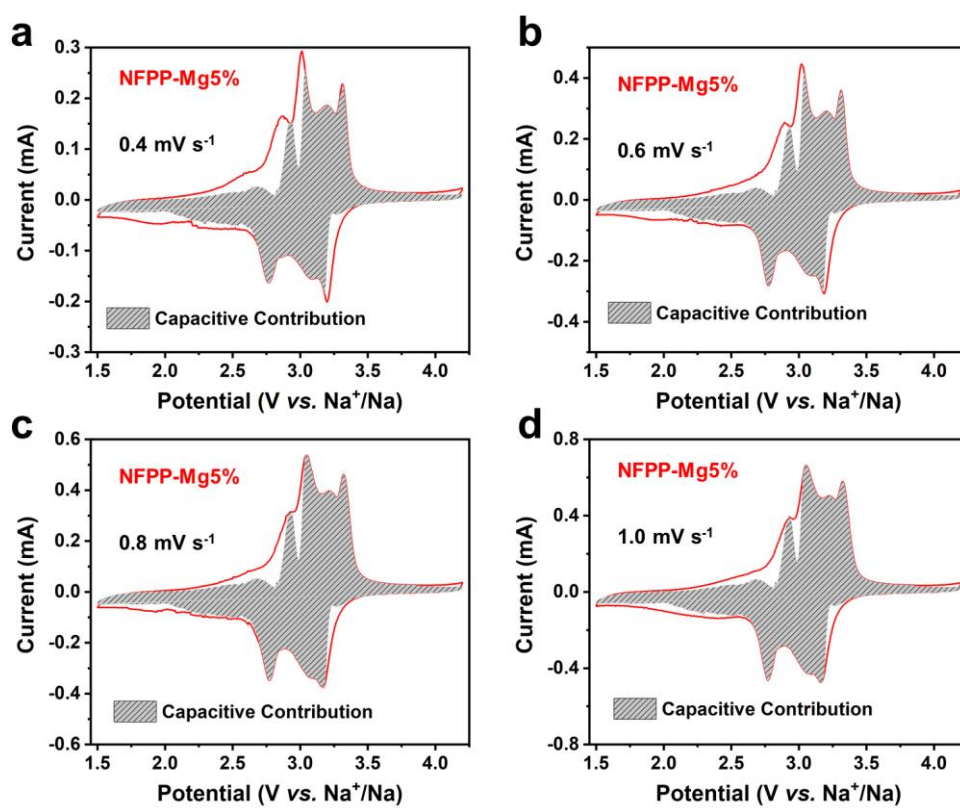 a
NFPP-Mg5%
0.4 mV s⁻¹
Capacitive Contribution
Current (mA)
0.3
0.2
0.1
0.0
-0.1
-0.2
-0.3
1.5 2.0 2.5 3.0 3.5 4.0
Potential (V vs. Na⁺/Na)
b
NFPP-Mg5%
0.6 mV s⁻¹
Capacitive Contribution
Current (mA)
0.4
0.2
0.0
-0.2
-0.4
1.5 2.0 2.5 3.0 3.5 4.0
Potential (V vs. Na⁺/Na)
c
NFPP-Mg5%
0.8 mV s⁻¹
Capacitive Contribution
Current (mA)
0.6
0.4
0.2
0.0
-0.2
-0.4
-0.6
1.5 2.0 2.5 3.0 3.5 4.0
Potential (V vs. Na⁺/Na)
d
NFPP-Mg5%
1.0 mV s⁻¹
Capacitive Contribution
Current (mA)
0.8
0.4
0.0
-0.4
-0.8
1.5 2.0 2.5 3.0 3.5 4.0
Potential (V vs. Na⁺/Na)